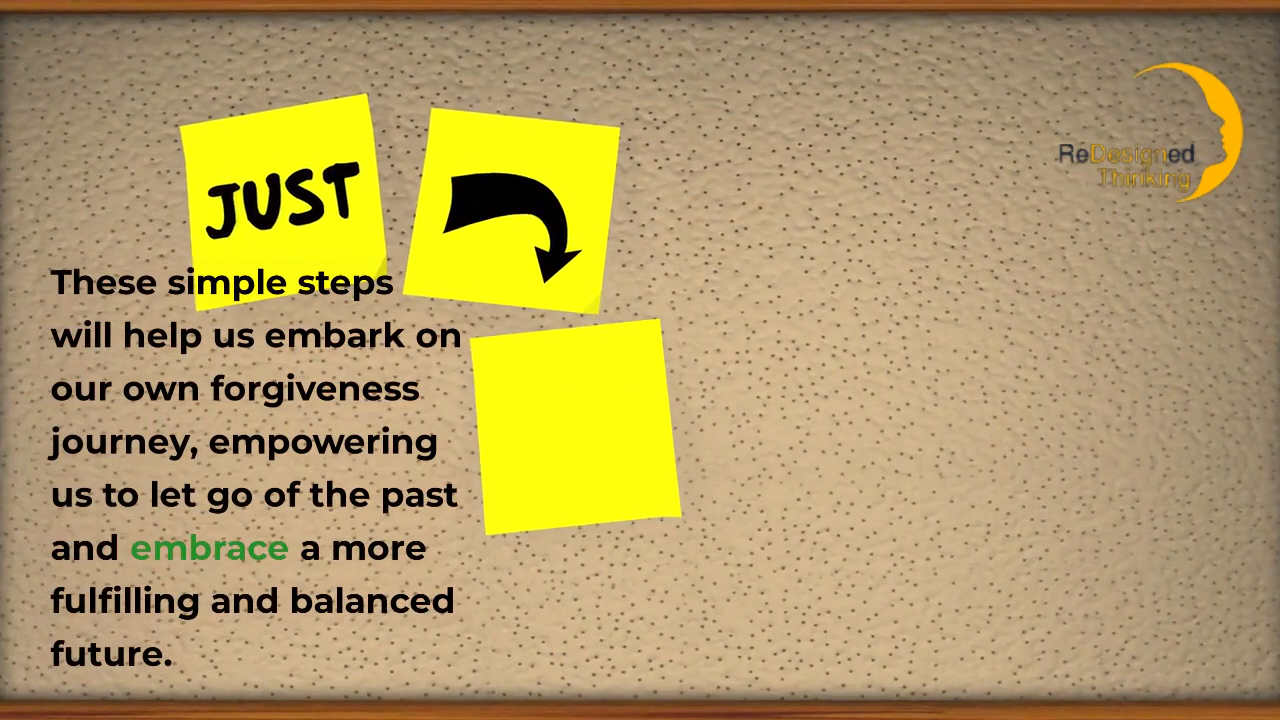 JUST
ReDesigned
Thinking
These simple steps
will help us embark on
our own forgiveness
journey, empowering
us to let go of the past
and embrace a more
fulfilling and balanced
future.